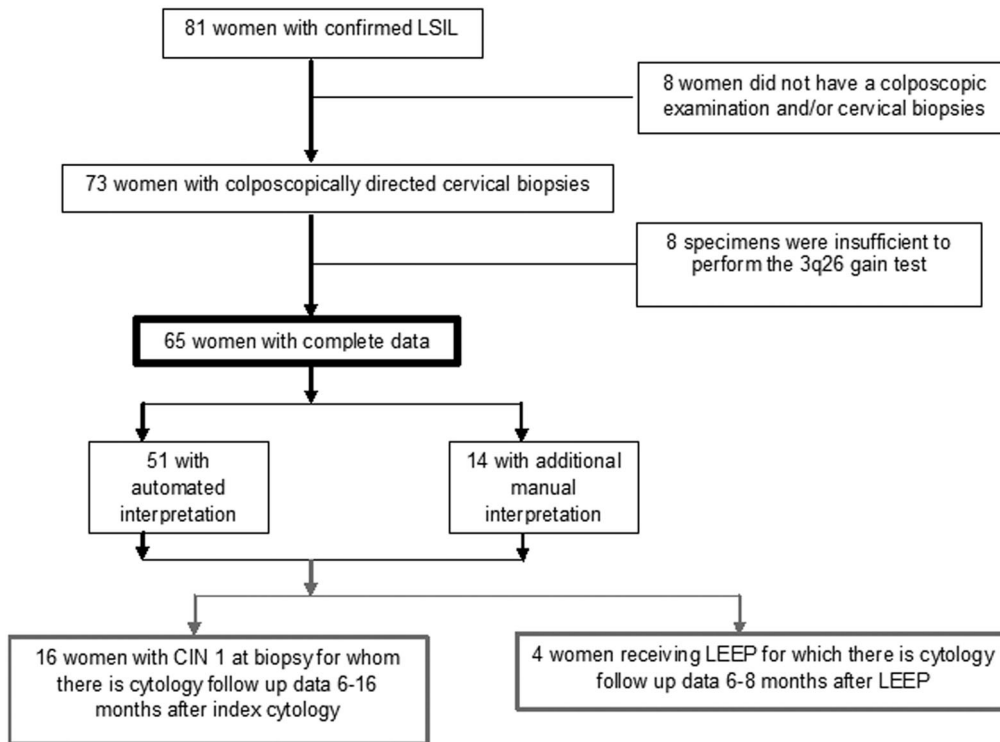 81 women with confirmed LSIL
8 women did not have a colposcopic
examination and/or cervical biopsies
73 women with colposcopically directed cervical biopsies
8 specimens were insufficient to
perform the 3q26 gain test
65 women with complete data
51 with
automated
interpretation
14 with additional
manual
interpretation
16 women with CIN 1 at biopsy for whom
there is cytology follow up data 6-16
months after index cytology
4 women receiving LEEP for which there is cytology
follow up data 6-8 months after LEEP